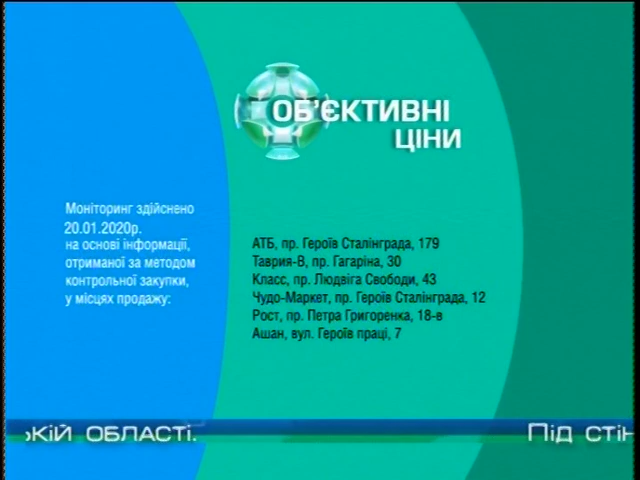 ОБ'ЄКТИВНІ
ЦІНИ
Моніторинг здійснено
20.01.2020р.
на основі інформації,
отриманої за методом
контрольної закупки,
у місцях продажу:
АТБ, пр. Героїв Сталінграда, 179
Таврия-В, пр. Гагаріна, 30
Класс, пр. Людвіга Свободи, 43
Чудо-Маркет, пр. Героїв Сталінграда, 12
Рост, пр. Петра Григоренка, 18-в
Ашан, вул. Героїв праці, 7
ЬКІЙ ОБЛАСТІ. ПІД СТІН